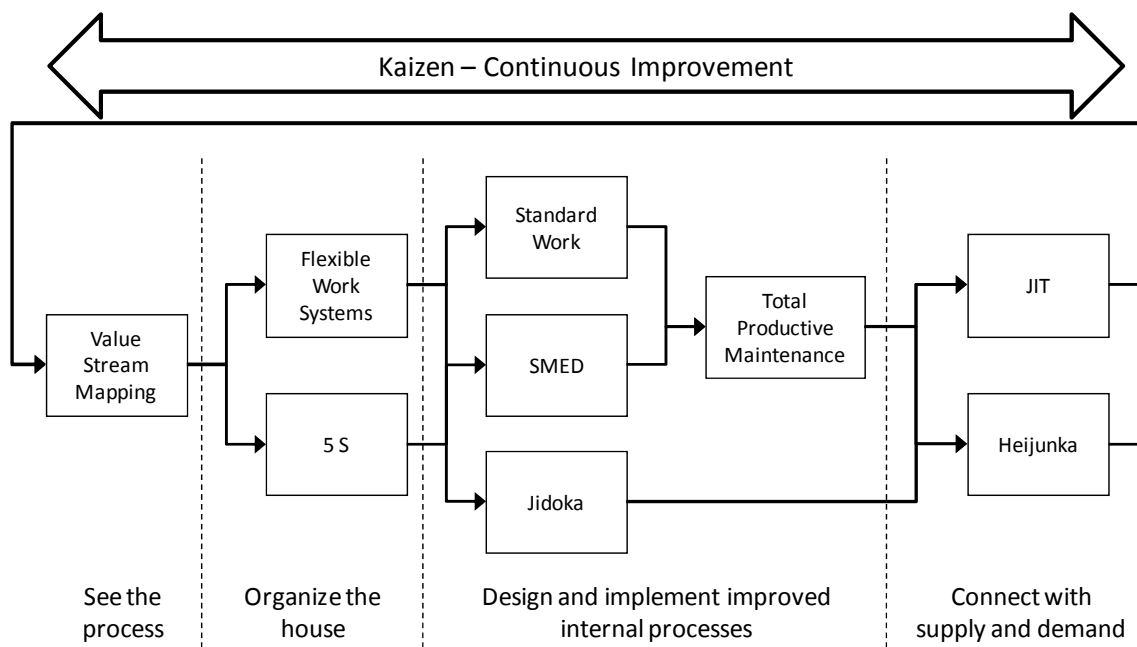 Kaizen – Continuous Improvement
Value
Stream
Mapping
Flexible
Work
Systems
5 S
Standard
Work
SMED
Jidoka
Total
Productive
Maintenance
JIT
Heijunka
See the
process
Organize the
house
Design and implement improved
internal processes
Connect with
supply and demand